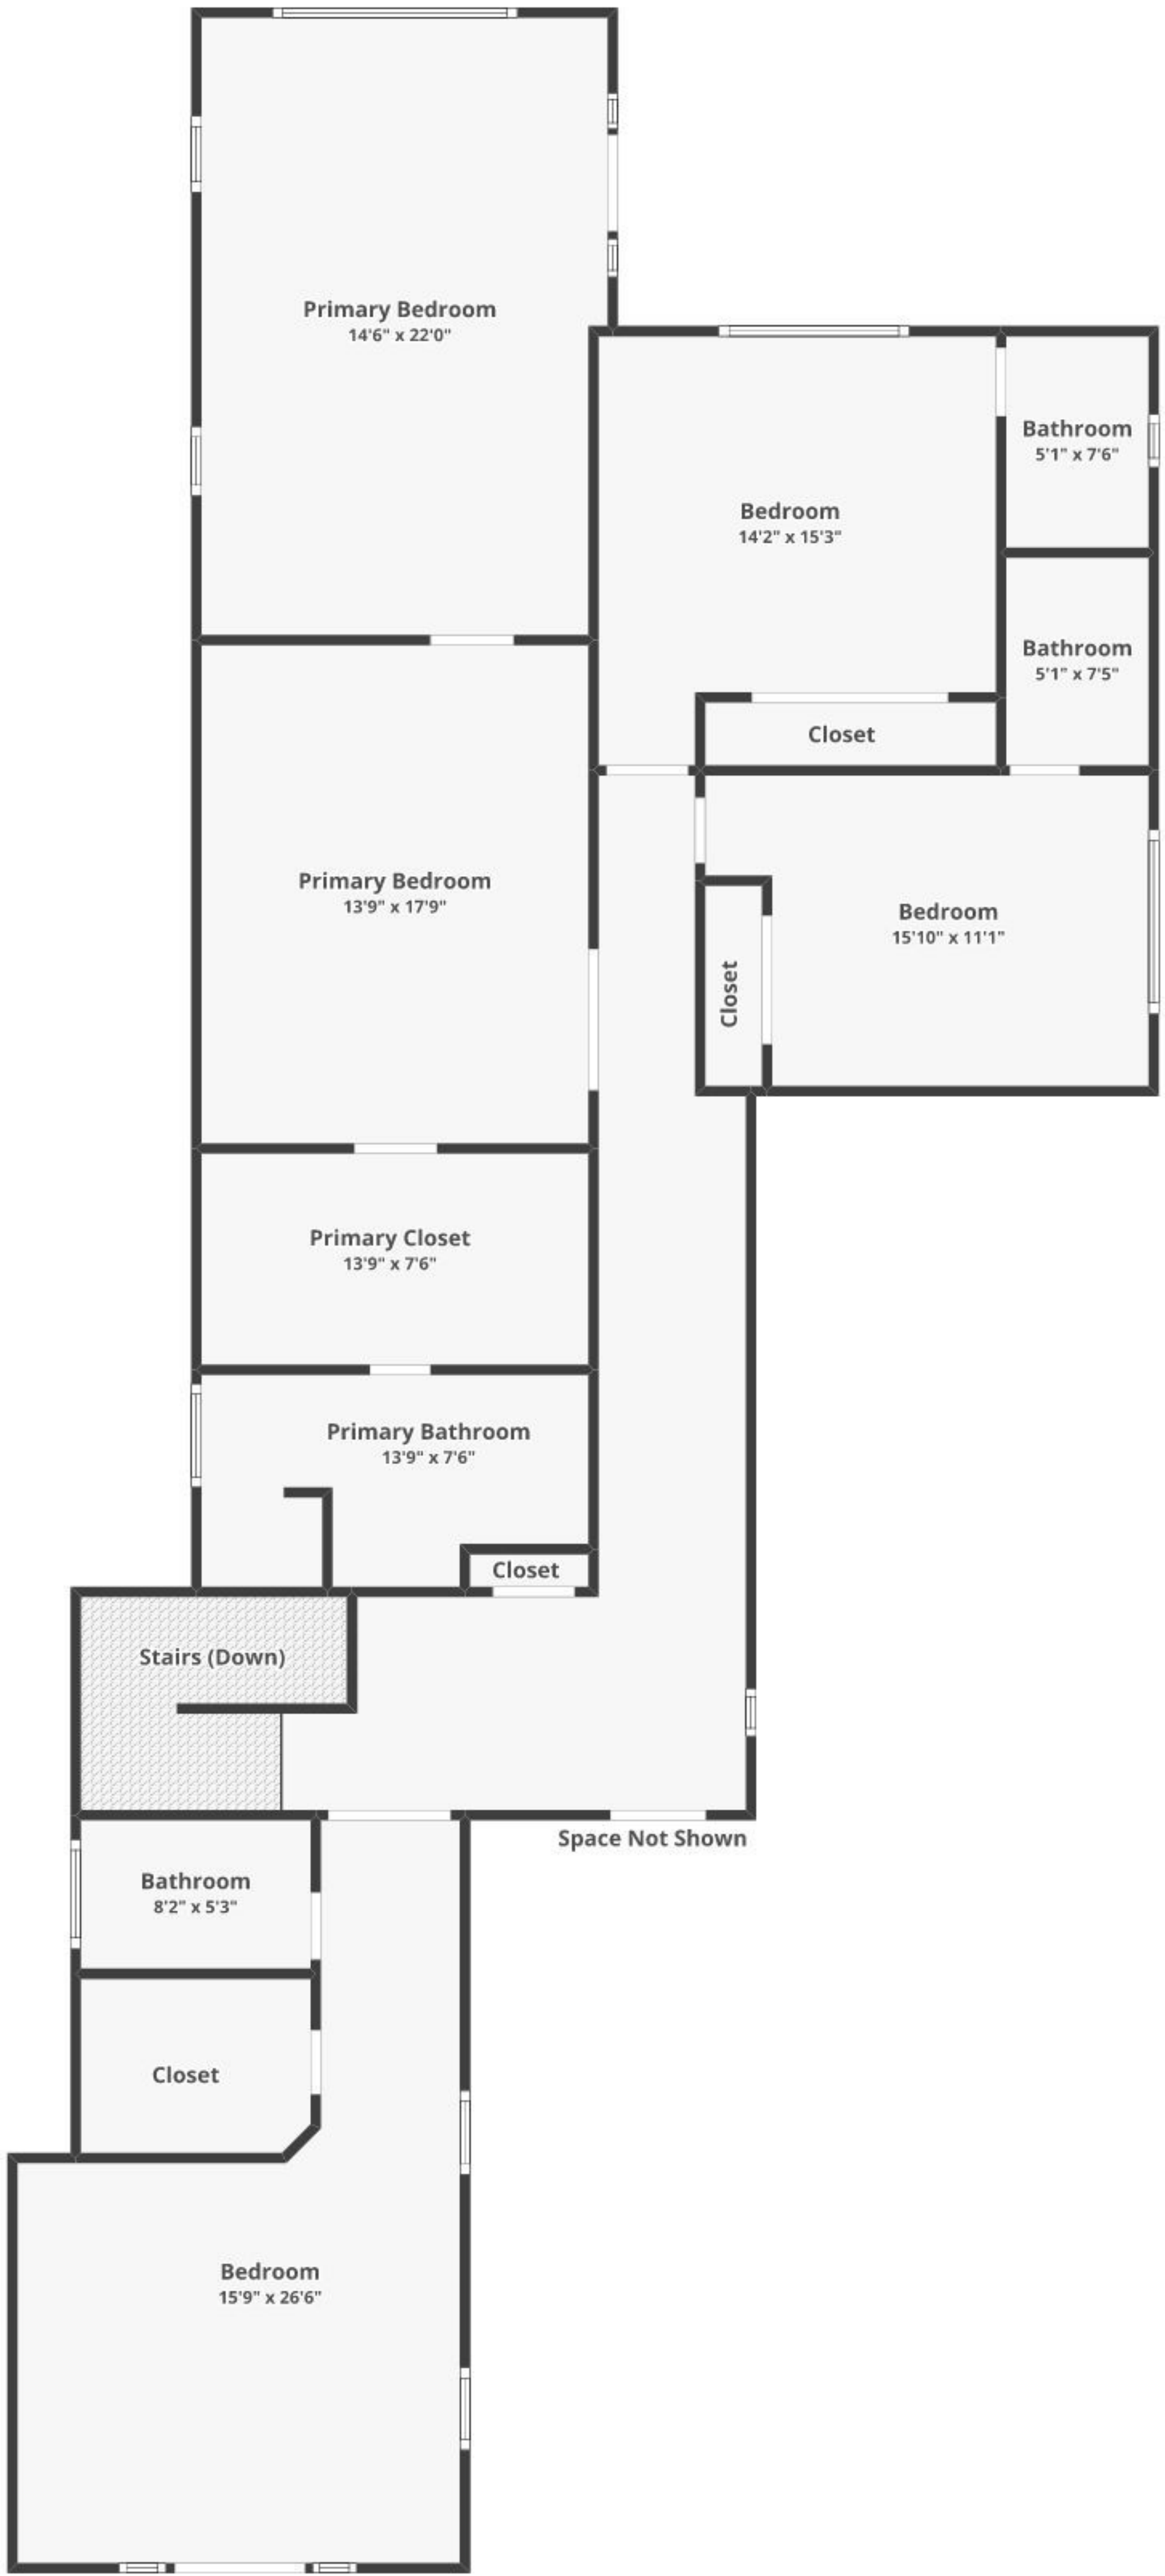 Primary Bedroom
14'6" x 22'0"
Bathroom
5'1" x 7'6"
Bedroom
14'2" x 15'3"
Bathroom
5'1" x 7'5"
Closet
Primary Bedroom
13'9" x 17'9"
Bedroom
15'10" x 11'1"
Closet
Primary Closet
13'9" x 7'6"
Primary Bathroom
13'9" x 7'6"
Closet
Stairs (Down)
Space Not Shown
Bathroom
8'2" x 5'3"
Closet
Bedroom
15'9" x 26'6"